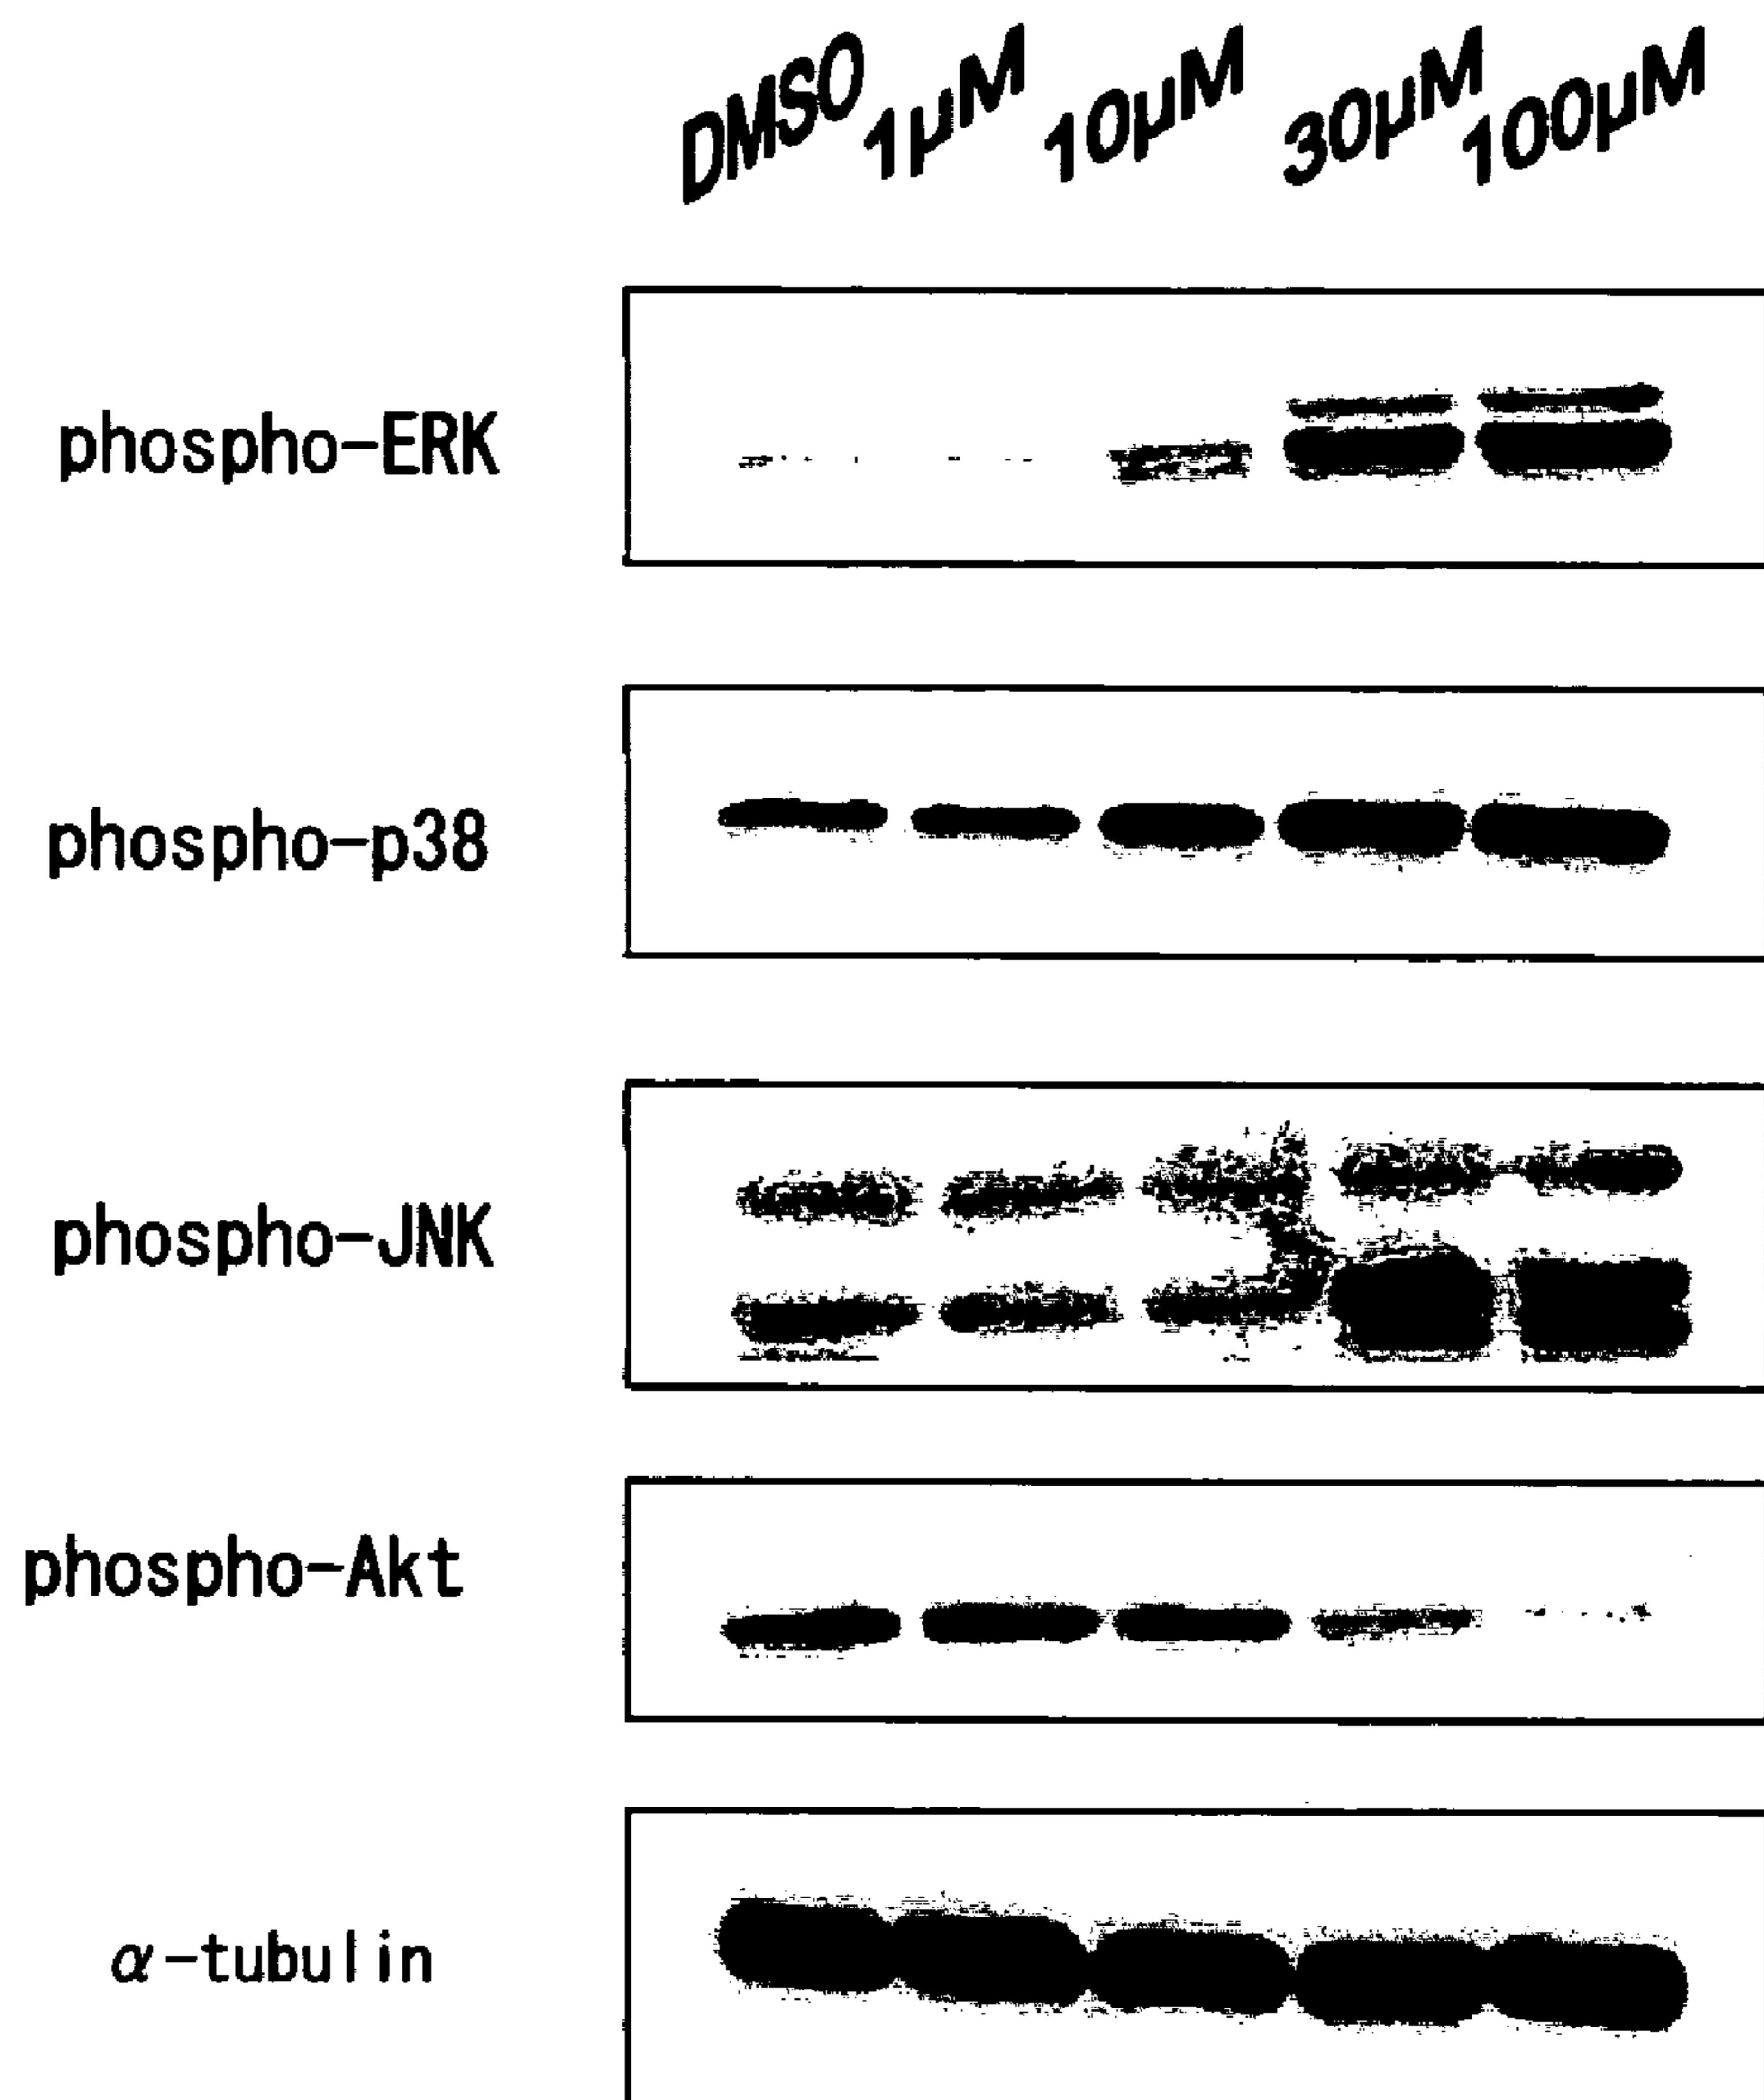 DMSO 1μM 10μM 30μM 100μM
phospho-ERK
phospho-p38
phospho-JNK
phospho-Akt
α-tubulin